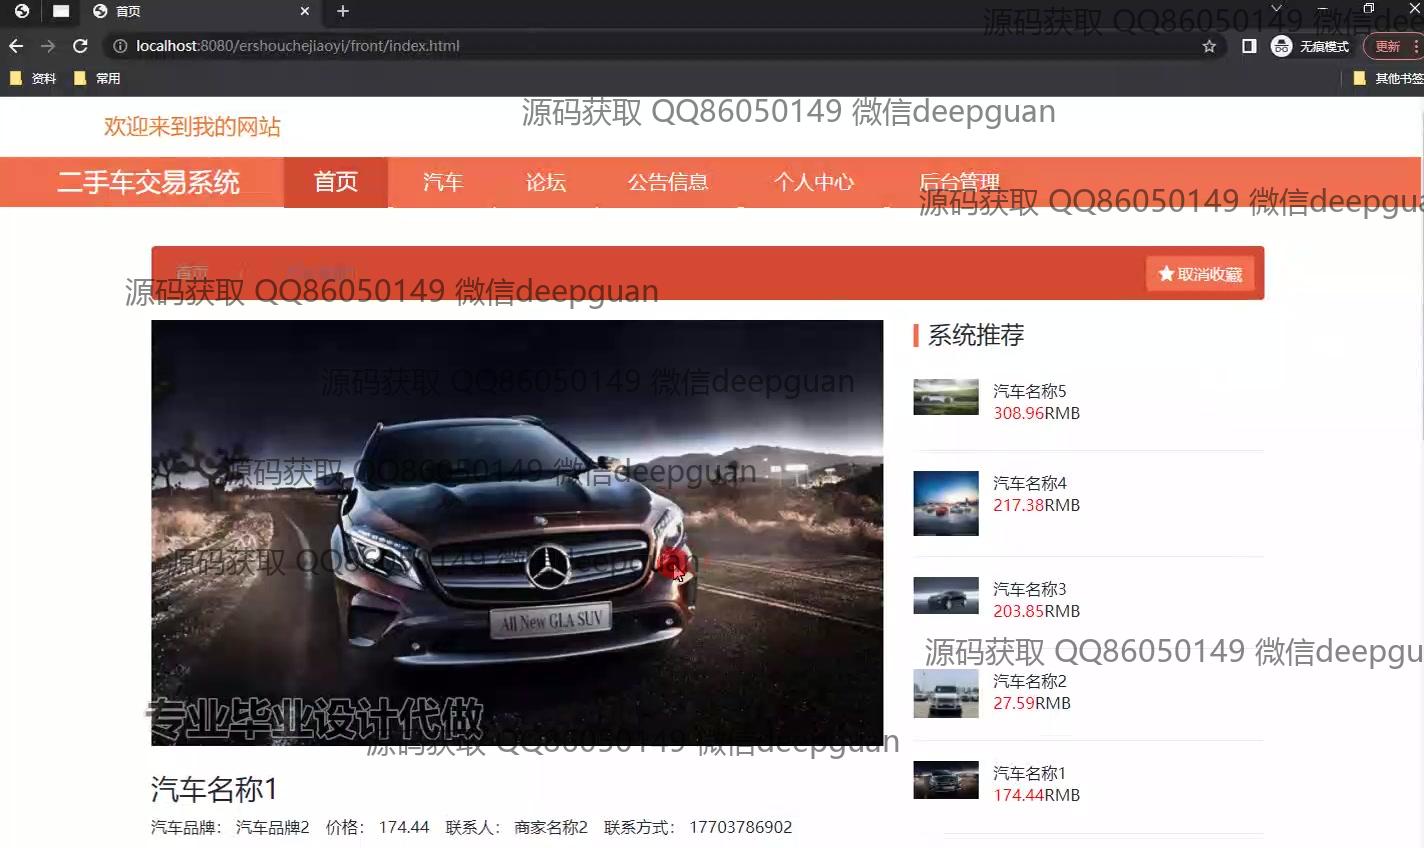 首页
localhost:8080/ershouchejiaoyi/front/index.html
无痕模式
更新
资料
常用
其他书签
源码获取 QQ86050149 微信dee
欢迎来到我的网站
源码获取 QQ86050149 微信deepguan
二手车交易系统
首页
汽车
论坛
公告信息
个人中心
后台管理
源码获取 QQ86050149 微信deepgua
首页
取消收藏
源码获取 QQ86050149 微信deepguan
源码获取 QQ86050149 微信deepguan
源码获取 QQ86050149 微信deepguan
源码获取 QQ86050149 微信deepguan
All New GLA SUV
专业毕业设计代做
源码获取 QQ86050149 微信deepguan
系统推荐
汽车名称5
308.96RMB
汽车名称4
217.38RMB
汽车名称3
203.85RMB
源码获取 QQ86050149 微信deepgu
汽车名称2
27.59RMB
汽车名称1
174.44RMB
汽车名称1
汽车品牌： 汽车品牌2 价格： 174.44 联系人： 商家名称2 联系方式： 17703786902